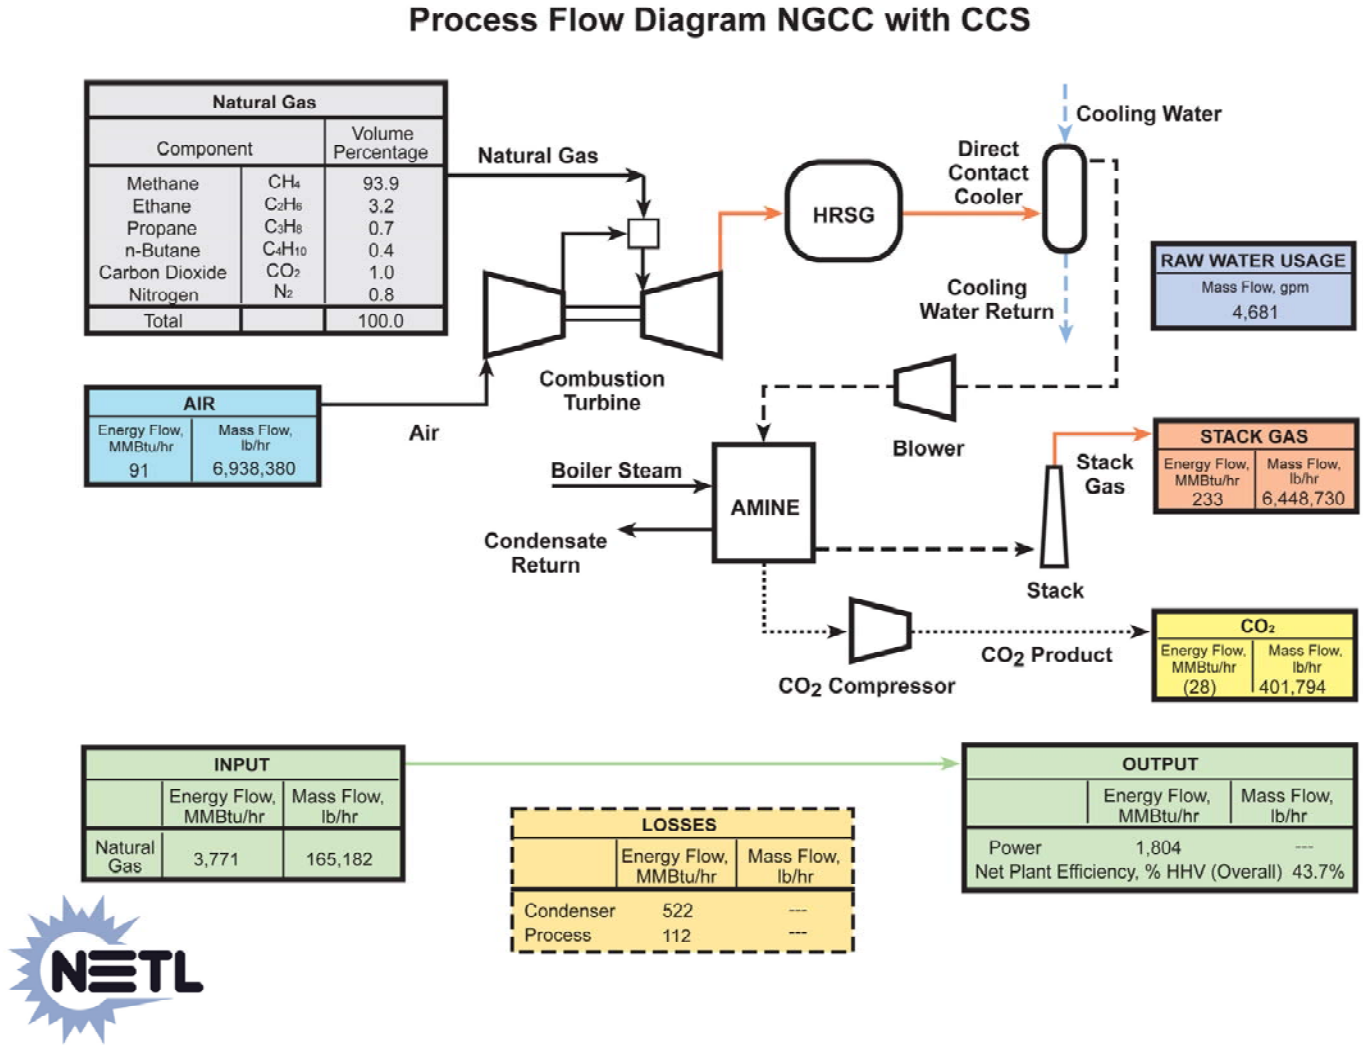 Process Flow Diagram NGCC with CCS
Natural Gas
Component
Volume
Percentage
Methane CH₄ 93.9
Ethane C₂H₆ 3.2
Propane C₃H₈ 0.7
n-Butane C₄H₁₀ 0.4
Carbon Dioxide CO₂ 1.0
Nitrogen N₂ 0.8
Total 100.0
Natural Gas
Cooling Water
Direct
Contact
Cooler
HRSG
Cooling
Water Return
RAW WATER USAGE
Mass Flow, gpm
4,681
Combustion
Turbine
AIR
Energy Flow,
MMBtu/hr
Mass Flow,
lb/hr
91 6,938,380
Air
Blower
Boiler Steam
AMINE
Condensate
Return
Stack
Gas
STACK GAS
Energy Flow,
MMBtu/hr
Mass Flow,
lb/hr
233 6,448,730
Stack
CO₂ Compressor
CO₂ Product
CO₂
Energy Flow,
MMBtu/hr
Mass Flow,
lb/hr
(28) 401,794
INPUT
Energy Flow,
MMBtu/hr
Mass Flow,
lb/hr
Natural
Gas
3,771 165,182
LOSSES
Energy Flow,
MMBtu/hr
Mass Flow,
lb/hr
Condenser 522 ---
Process 112 ---
OUTPUT
Energy Flow,
MMBtu/hr
Mass Flow,
lb/hr
Power 1,804 ---
Net Plant Efficiency, % HHV (Overall) 43.7%
NETL